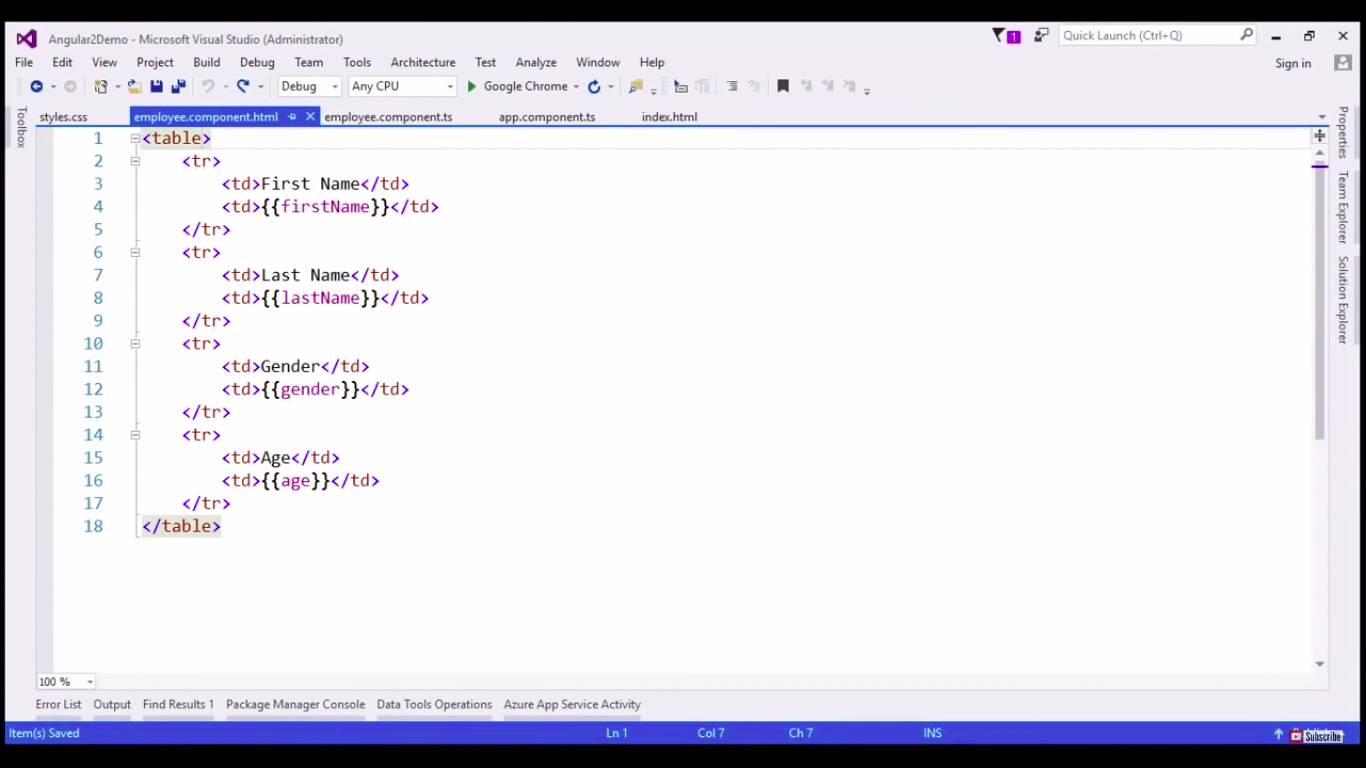 Angular2Demo - Microsoft Visual Studio (Administrator)
1
Quick Launch (Ctrl+Q)
File Edit View Project Build Debug Team Tools Architecture Test Analyze Window Help
Sign in
Debug Any CPU Google Chrome
Toolbox
styles.css employee.component.html employee.component.ts app.component.ts index.html
1 <table>
2 <tr>
3 <td>First Name</td>
4 <td>{{firstName}}</td>
5 </tr>
6 <tr>
7 <td>Last Name</td>
8 <td>{{lastName}}</td>
9 </tr>
10 <tr>
11 <td>Gender</td>
12 <td>{{gender}}</td>
13 </tr>
14 <tr>
15 <td>Age</td>
16 <td>{{age}}</td>
17 </tr>
18 </table>
Properties
Team Explorer
Solution Explorer
100 %
Error List Output Find Results 1 Package Manager Console Data Tools Operations Azure App Service Activity
Item(s) Saved Ln 1 Col 7 Ch 7 INS
Subscribe